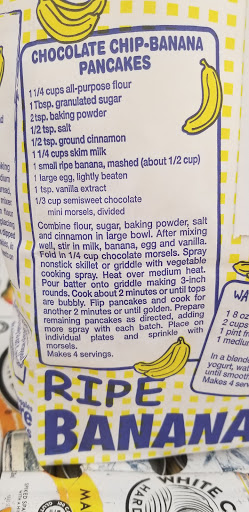 CHOCOLATE CHIP-BANANA
PANCAKES
1 1/4 cups all-purpose flour
1 Tbsp. granulated sugar
2 tsp. baking powder
1/2 tsp. salt
1/2 tsp. ground cinnamon
1 1/4 cups skim milk
1 small ripe banana, mashed (about 1/2 cup)
1 large egg, lightly beaten
1 tsp. vanilla extract
1/3 cup semisweet chocolate
mini morsels, divided
Combine flour, sugar, baking powder, salt
and cinnamon in large bowl. After mixing
well, stir in milk, banana, egg and vanilla.
Fold in 1/4 cup chocolate morsels. Spray
nonstick skillet or griddle with vegetable
cooking spray. Heat over medium heat.
Pour batter onto griddle making 3-inch
rounds. Cook about 2 minutes or until tops
are bubbly. Flip pancakes and cook for
another 2 minutes or until golden. Prepare
remaining pancakes as directed, adding
more spray with each batch. Place on
individual plates and sprinkle with
morsels.
Makes 4 servings.
WA
1 8 oz
2 cups
1 pint
1 mediu
In a blend
yogurt, wat
until smooth
Makes 4 serv
RIPE
BANANA
WHITE C
HARD
MA